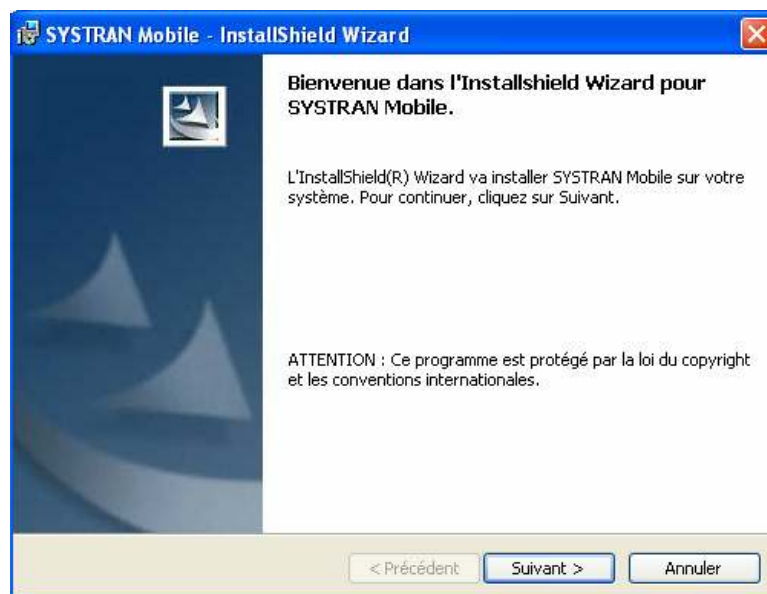 SYSTRAN Mobile - InstallShield Wizard
Bienvenue dans l'Installshield Wizard pour
SYSTRAN Mobile.
L'InstallShield(R) Wizard va installer SYSTRAN Mobile sur votre
système. Pour continuer, cliquez sur Suivant.
ATTENTION : Ce programme est protégé par la loi du copyright
et les conventions internationales.
< Précédent
Suivant >
Annuler